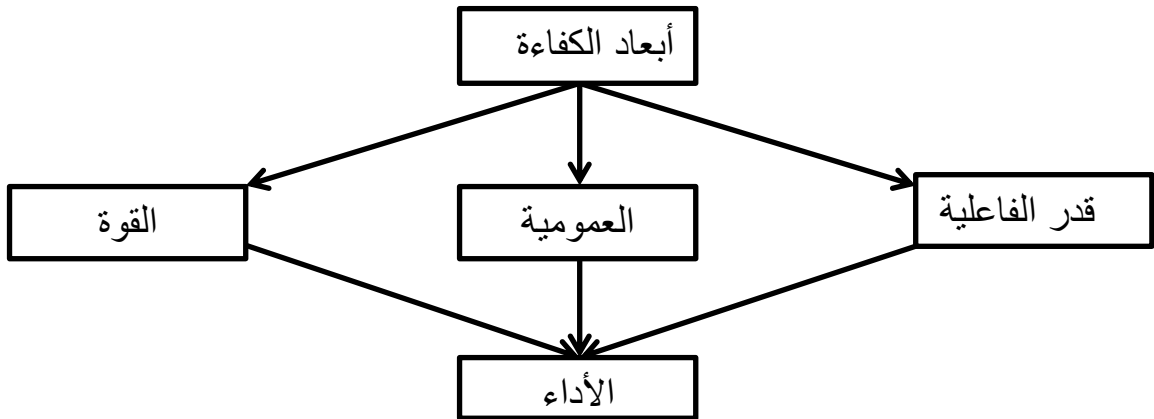 أبعاد الكفاءة
قدر الفاعلية
العمومية
القوة
الأداء